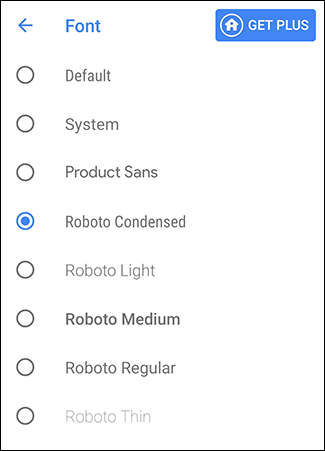 Font
GET PLUS
Default
System
Product Sans
Roboto Condensed
Roboto Light
Roboto Medium
Roboto Regular
Roboto Thin